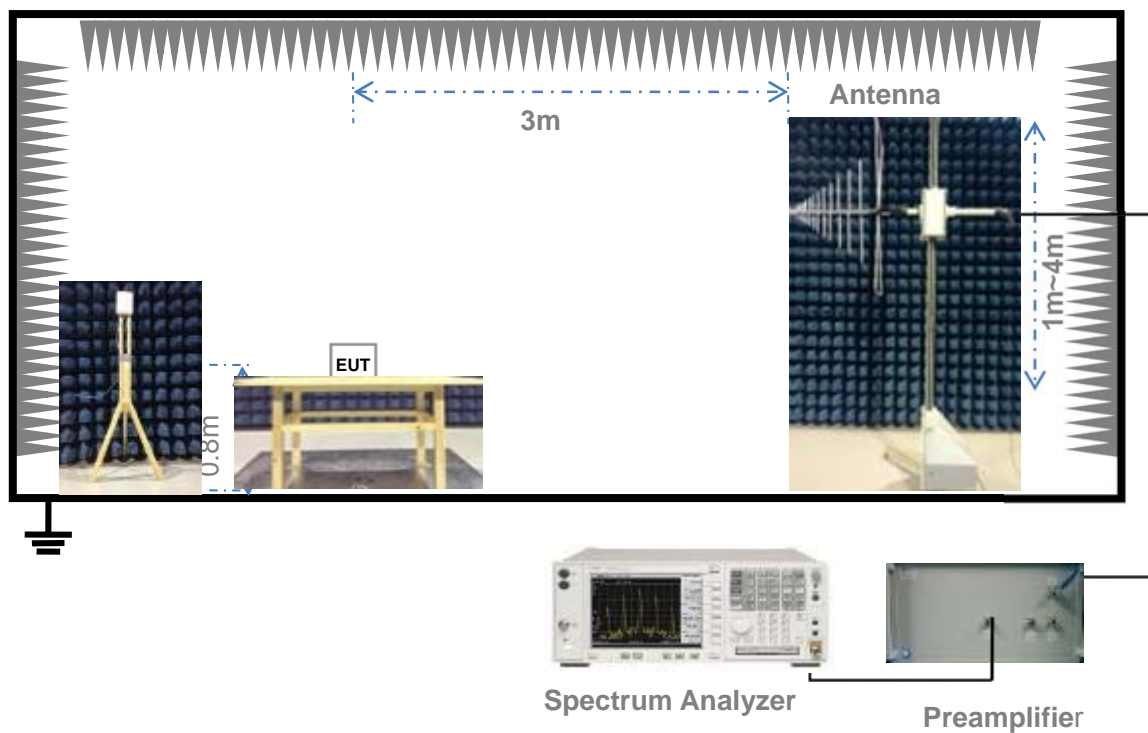 Antenna
3m
1m~4m
EUT
0.8m
Spectrum Analyzer
Preamplifier